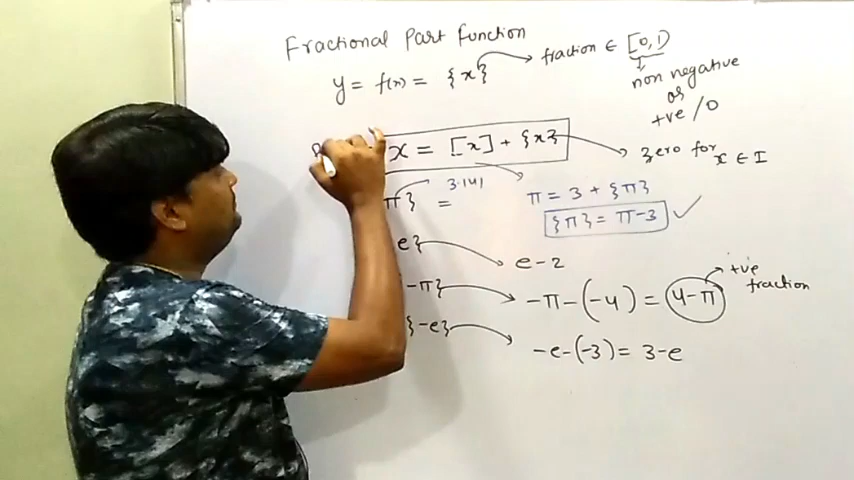 Fractional Part Function
y = f(x) = {x} fraction ∈ [0,1)
non negative
or
+ve / 0
x = [x] + {x} zero for x ∈ I
π} = 3.141 π = 3 + {π}
{π} = π-3 ✓
e} e-2
-π} -π-(-4) = 4-π +ve fraction
{-e} -e-(-3) = 3-e